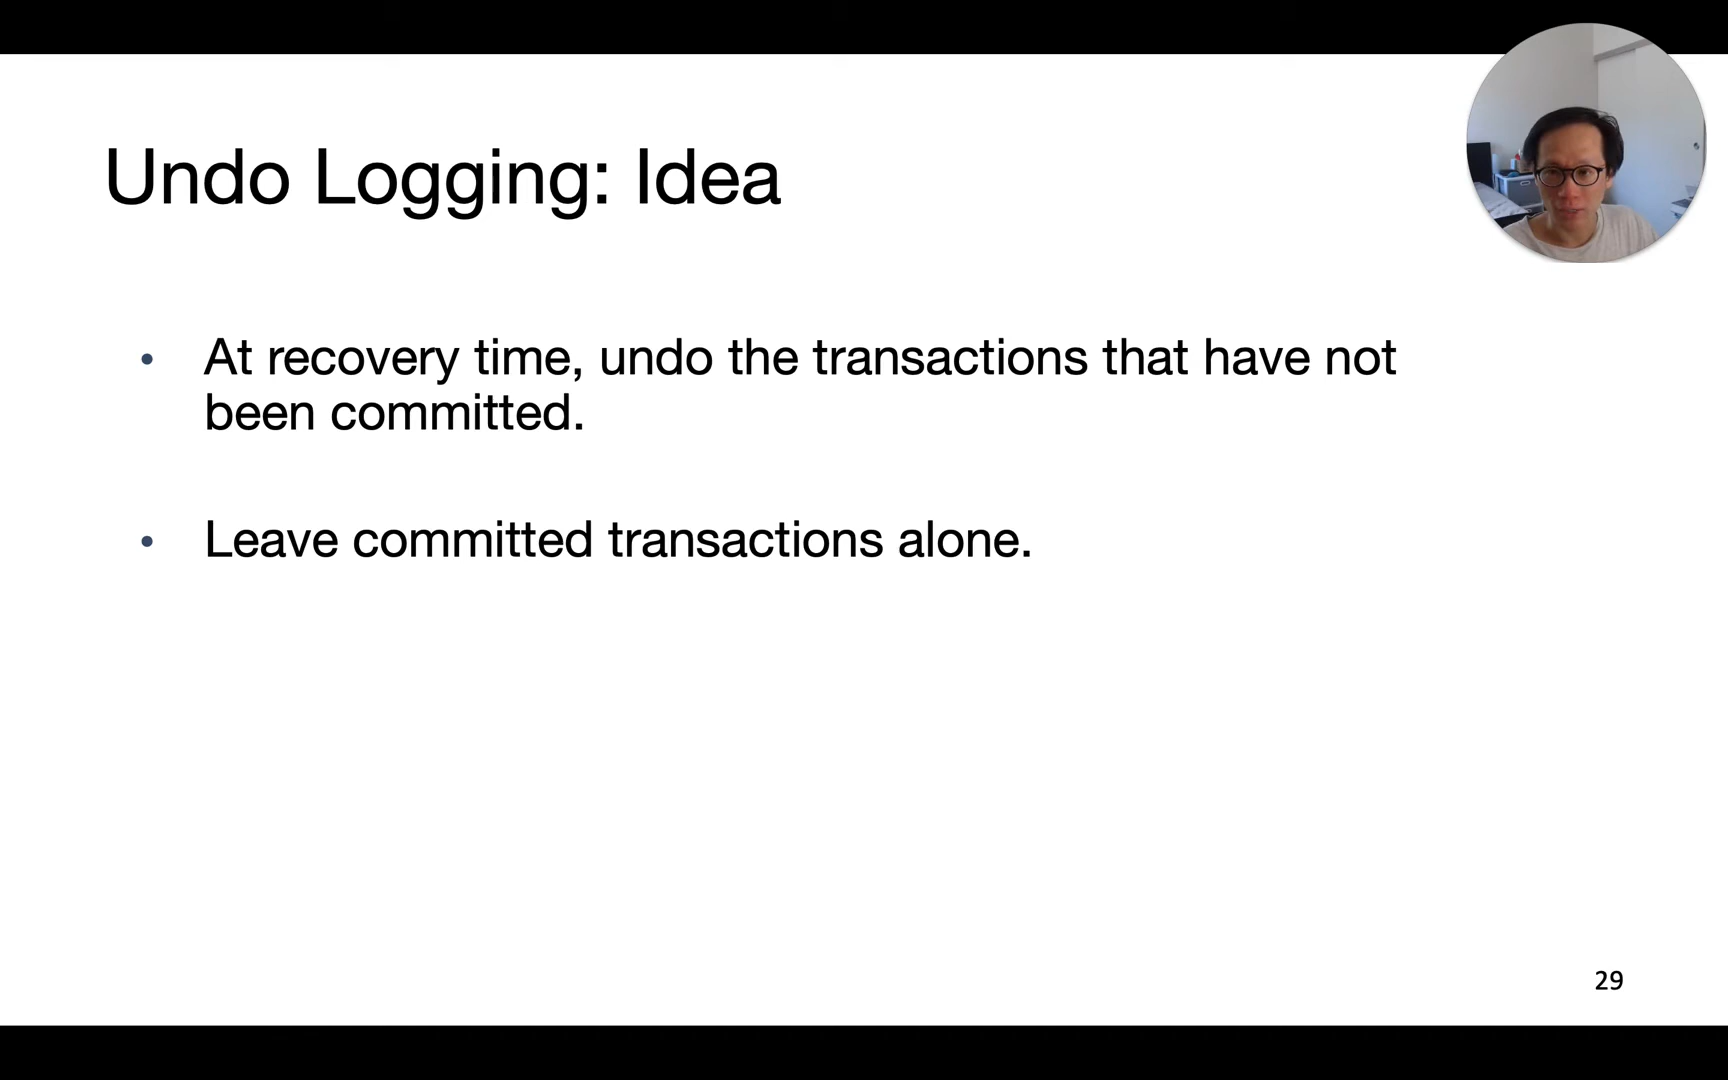 Undo Logging: Idea
• At recovery time, undo the transactions that have not
been committed.
• Leave committed transactions alone.
29